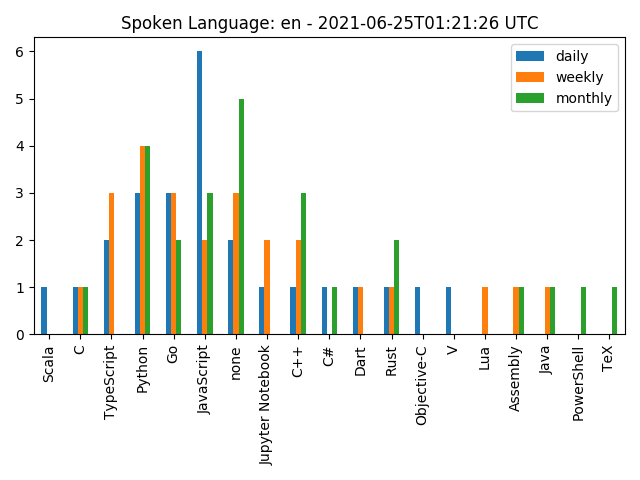 Spoken Language: en - 2021-06-25T01:21:26 UTC
daily
weekly
monthly
6
5
4
3
2
1
0
Scala
C
TypeScript
Python
Go
JavaScript
none
Jupyter Notebook
C++
C#
Dart
Rust
Objective-C
V
Lua
Assembly
Java
PowerShell
TeX